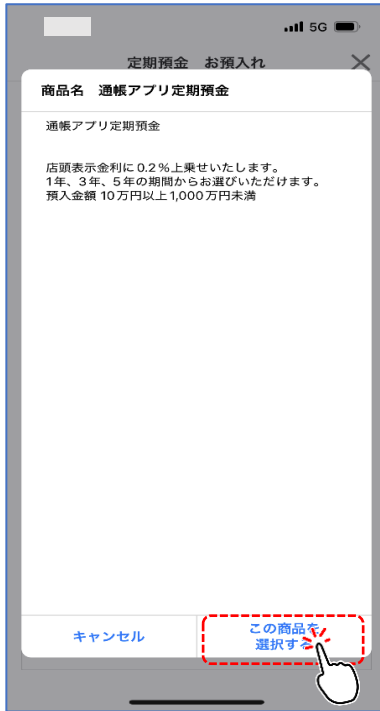 5G
定期預金 お預入れ
商品名 通帳アプリ定期預金
通帳アプリ定期預金
店頭表示金利に0.2%上乗せいたします。
1年、3年、5年の期間からお選びいただけます。
預入金額 10万円以上1,000万円未満
キャンセル
この商品を
選択する